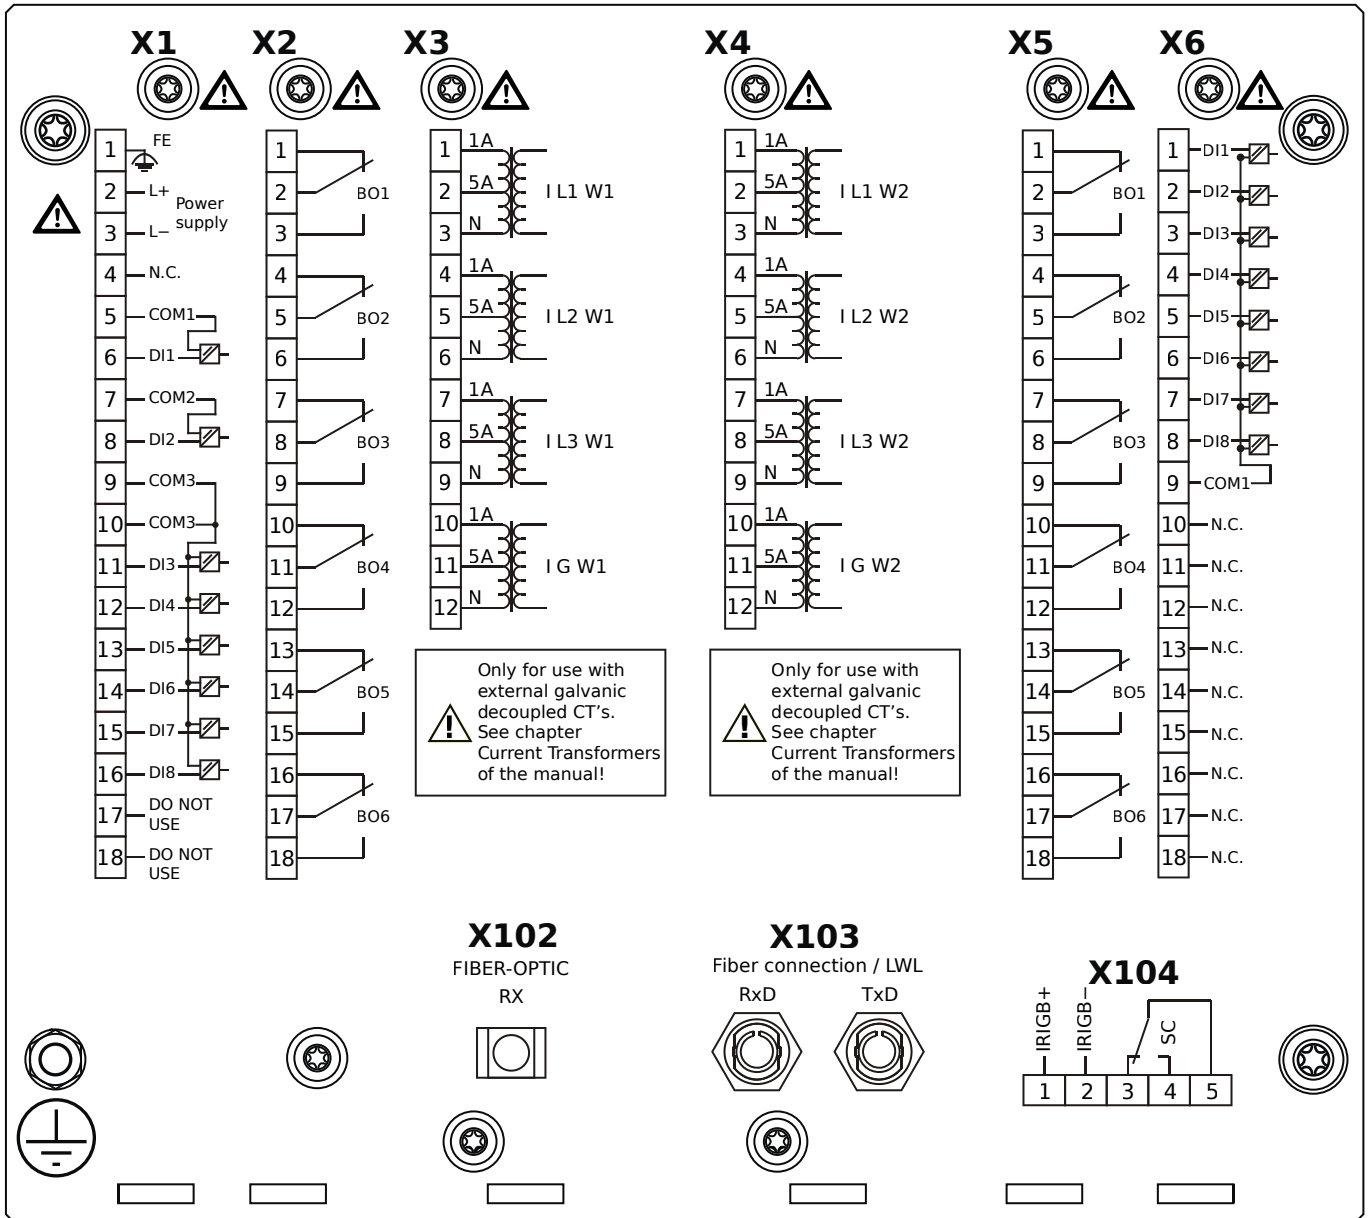 X1 X2 X3 X4 X5 X6
1 FE
2 L+
Power
supply
3 L−
4 N.C.
5 COM1
6 DI1
7 COM2
8 DI2
9 COM3
10 COM3
11 DI3
12 DI4
13 DI5
14 DI6
15 DI7
16 DI8
17 DO NOT
USE
18 DO NOT
USE
1
2 BO1
3
4
5 BO2
6
7
8 BO3
9
10
11 BO4
12
13
14 BO5
15
16
17 BO6
18
1 1A
2 5A I L1 W1
3 N
4 1A
5 5A I L2 W1
6 N
7 1A
8 5A I L3 W1
9 N
10 1A
11 5A I G W1
12 N
Only for use with
external galvanic
decoupled CT's.
See chapter
Current Transformers
of the manual!
1 1A
2 5A I L1 W2
3 N
4 1A
5 5A I L2 W2
6 N
7 1A
8 5A I L3 W2
9 N
10 1A
11 5A I G W2
12 N
Only for use with
external galvanic
decoupled CT's.
See chapter
Current Transformers
of the manual!
1
2 BO1
3
4
5 BO2
6
7
8 BO3
9
10
11 BO4
12
13
14 BO5
15
16
17 BO6
18
1 DI1
2 DI2
3 DI3
4 DI4
5 DI5
6 DI6
7 DI7
8 DI8
9 COM1
10 N.C.
11 N.C.
12 N.C.
13 N.C.
14 N.C.
15 N.C.
16 N.C.
17 N.C.
18 N.C.
X102
FIBER-OPTIC
RX
X103
Fiber connection / LWL
RxD TxD
X104
IRIGB+
IRIGB−
SC
1 2 3 4 5